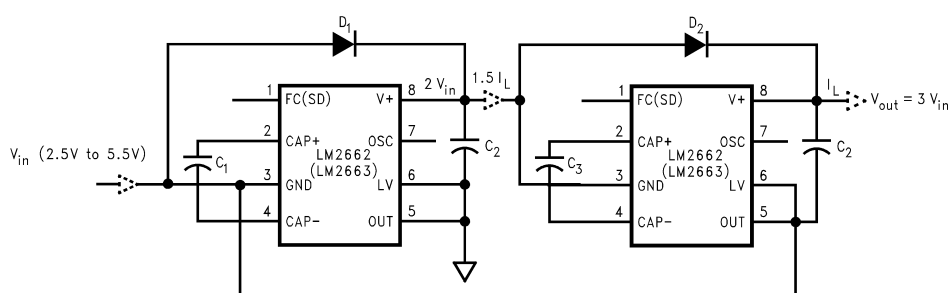 D1
D2
Vin (2.5V to 5.5V)
C1
1 FC(SD) V+ 8
2 CAP+ OSC 7
LM2662
(LM2663)
3 GND LV 6
4 CAP- OUT 5
2 Vin
1.5 IL
C2
C3
1 FC(SD) V+ 8
2 CAP+ OSC 7
LM2662
(LM2663)
3 GND LV 6
4 CAP- OUT 5
IL
Vout = 3 Vin
C2